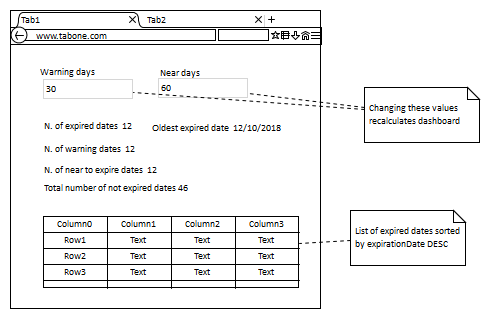 Tab1
Tab2
www.tabone.com
Warning days
Near days
30
60
Changing these values
recalculates dashboard
N. of expired dates 12
Oldest expired date 12/10/2018
N. of warning dates 12
N. of near to expire dates 12
Total number of not expired dates 46
Column0 Column1 Column2 Column3
Row1 Text Text Text
Row2 Text Text Text
Row3 Text Text Text
List of expired dates sorted
by expirationDate DESC